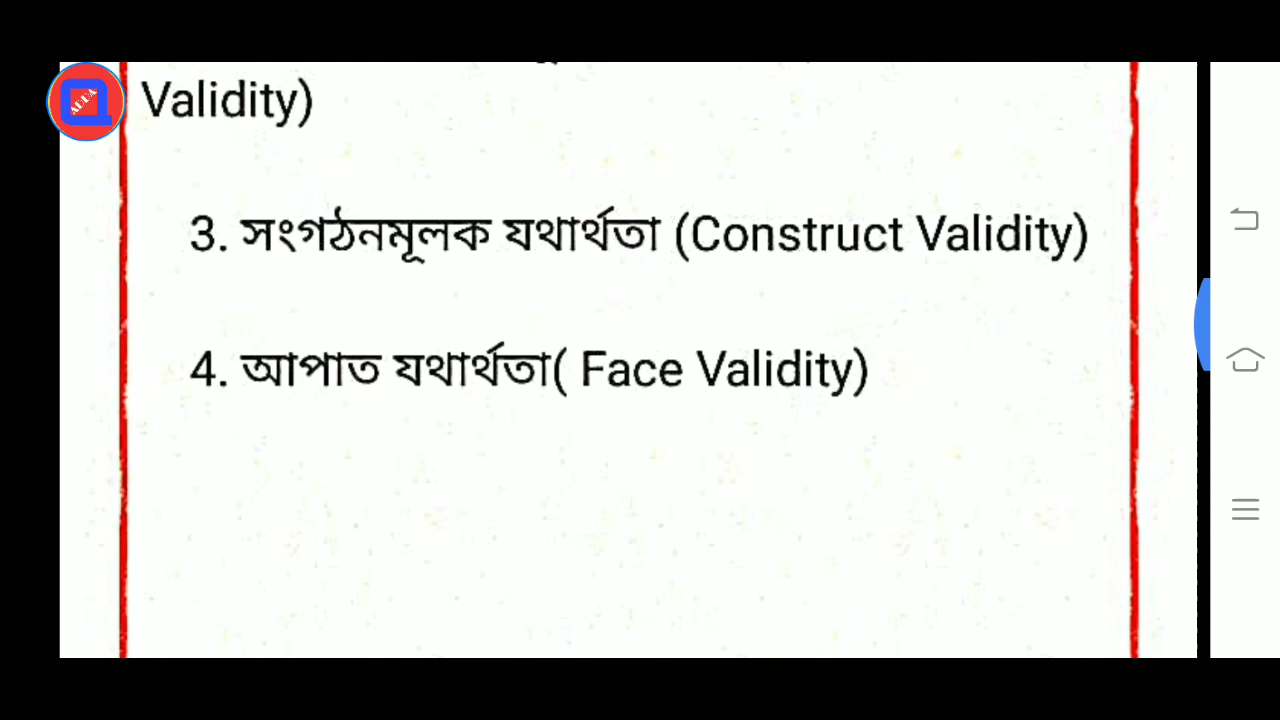 Validity)
3. সংগঠনমূলক যথার্থতা (Construct Validity)
4. আপাত যথার্থতা( Face Validity)